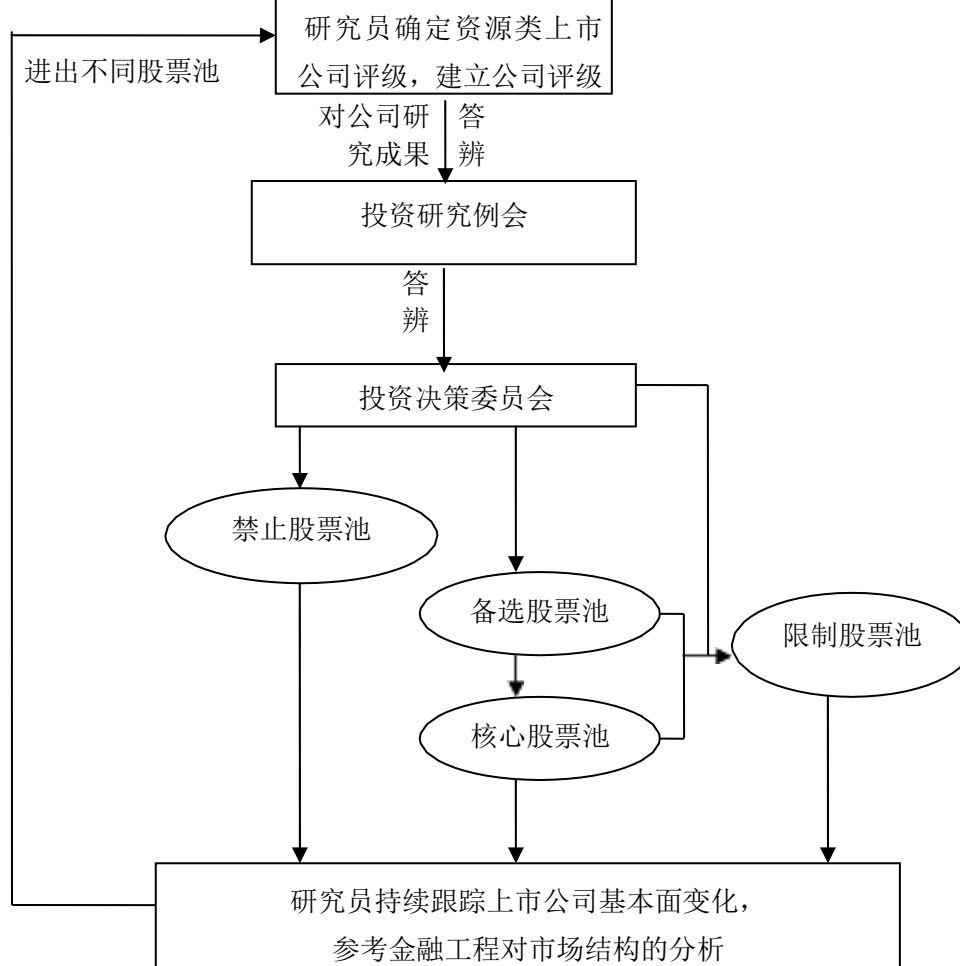 研究员确定资源类上市
公司评级，建立公司评级
进出不同股票池
对公司研
究成果
答
辨
投资研究例会
答
辨
投资决策委员会
禁止股票池
备选股票池
限制股票池
核心股票池
研究员持续跟踪上市公司基本面变化，
参考金融工程对市场结构的分析